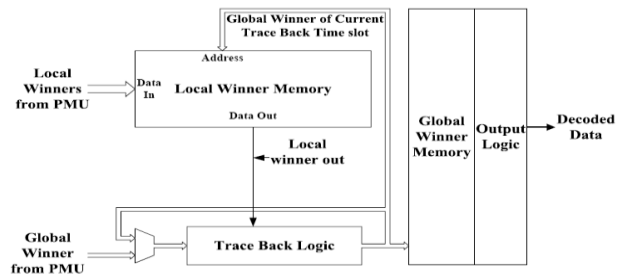 Global Winner of Current
Trace Back Time slot
Address
Local
Winners
from PMU
Data
In
Local Winner Memory
Data Out
Local
winner out
Global
Winner
Memory
Output
Logic
Decoded
Data
Global
Winner
from PMU
Trace Back Logic